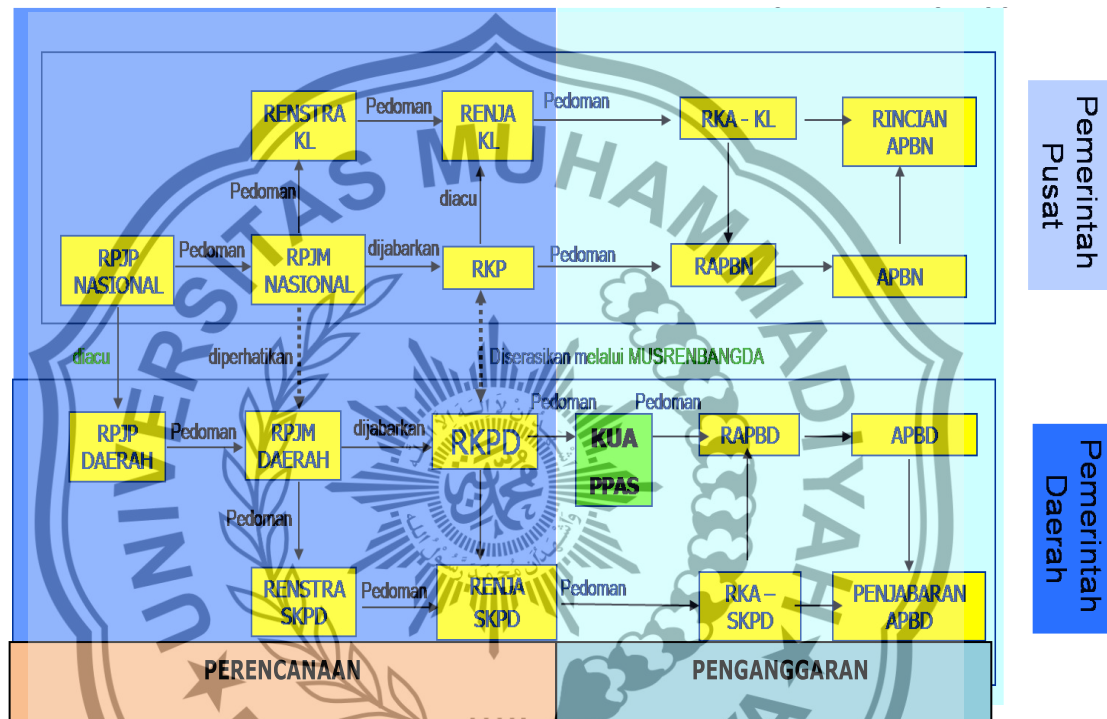 RENSTRA
KL
Pedoman
RENJA
KL
Pedoman
RKA - KL
RINCIAN
APBN
Pedoman
diacu
RPJP
NASIONAL
Pedoman
RPJM
NASIONAL
dijabarkan
RKP
Pedoman
RAPBN
APBN
diacu
diperhatikan
Diserasikan melalui MUSRENBANGDA
RPJP
DAERAH
Pedoman
RPJM
DAERAH
dijabarkan
RKPD
Pedoman
KUA
PPAS
Pedoman
RAPBD
APBD
Pedoman
RENSTRA
SKPD
Pedoman
RENJA
SKPD
Pedoman
RKA –
SKPD
PENJABARAN
APBD
PERENCANAAN
PENGANGGARAN
Pemerintah
Pusat
Pemerintah
Daerah
UNIVERSITAS MUHAMMADIYAH